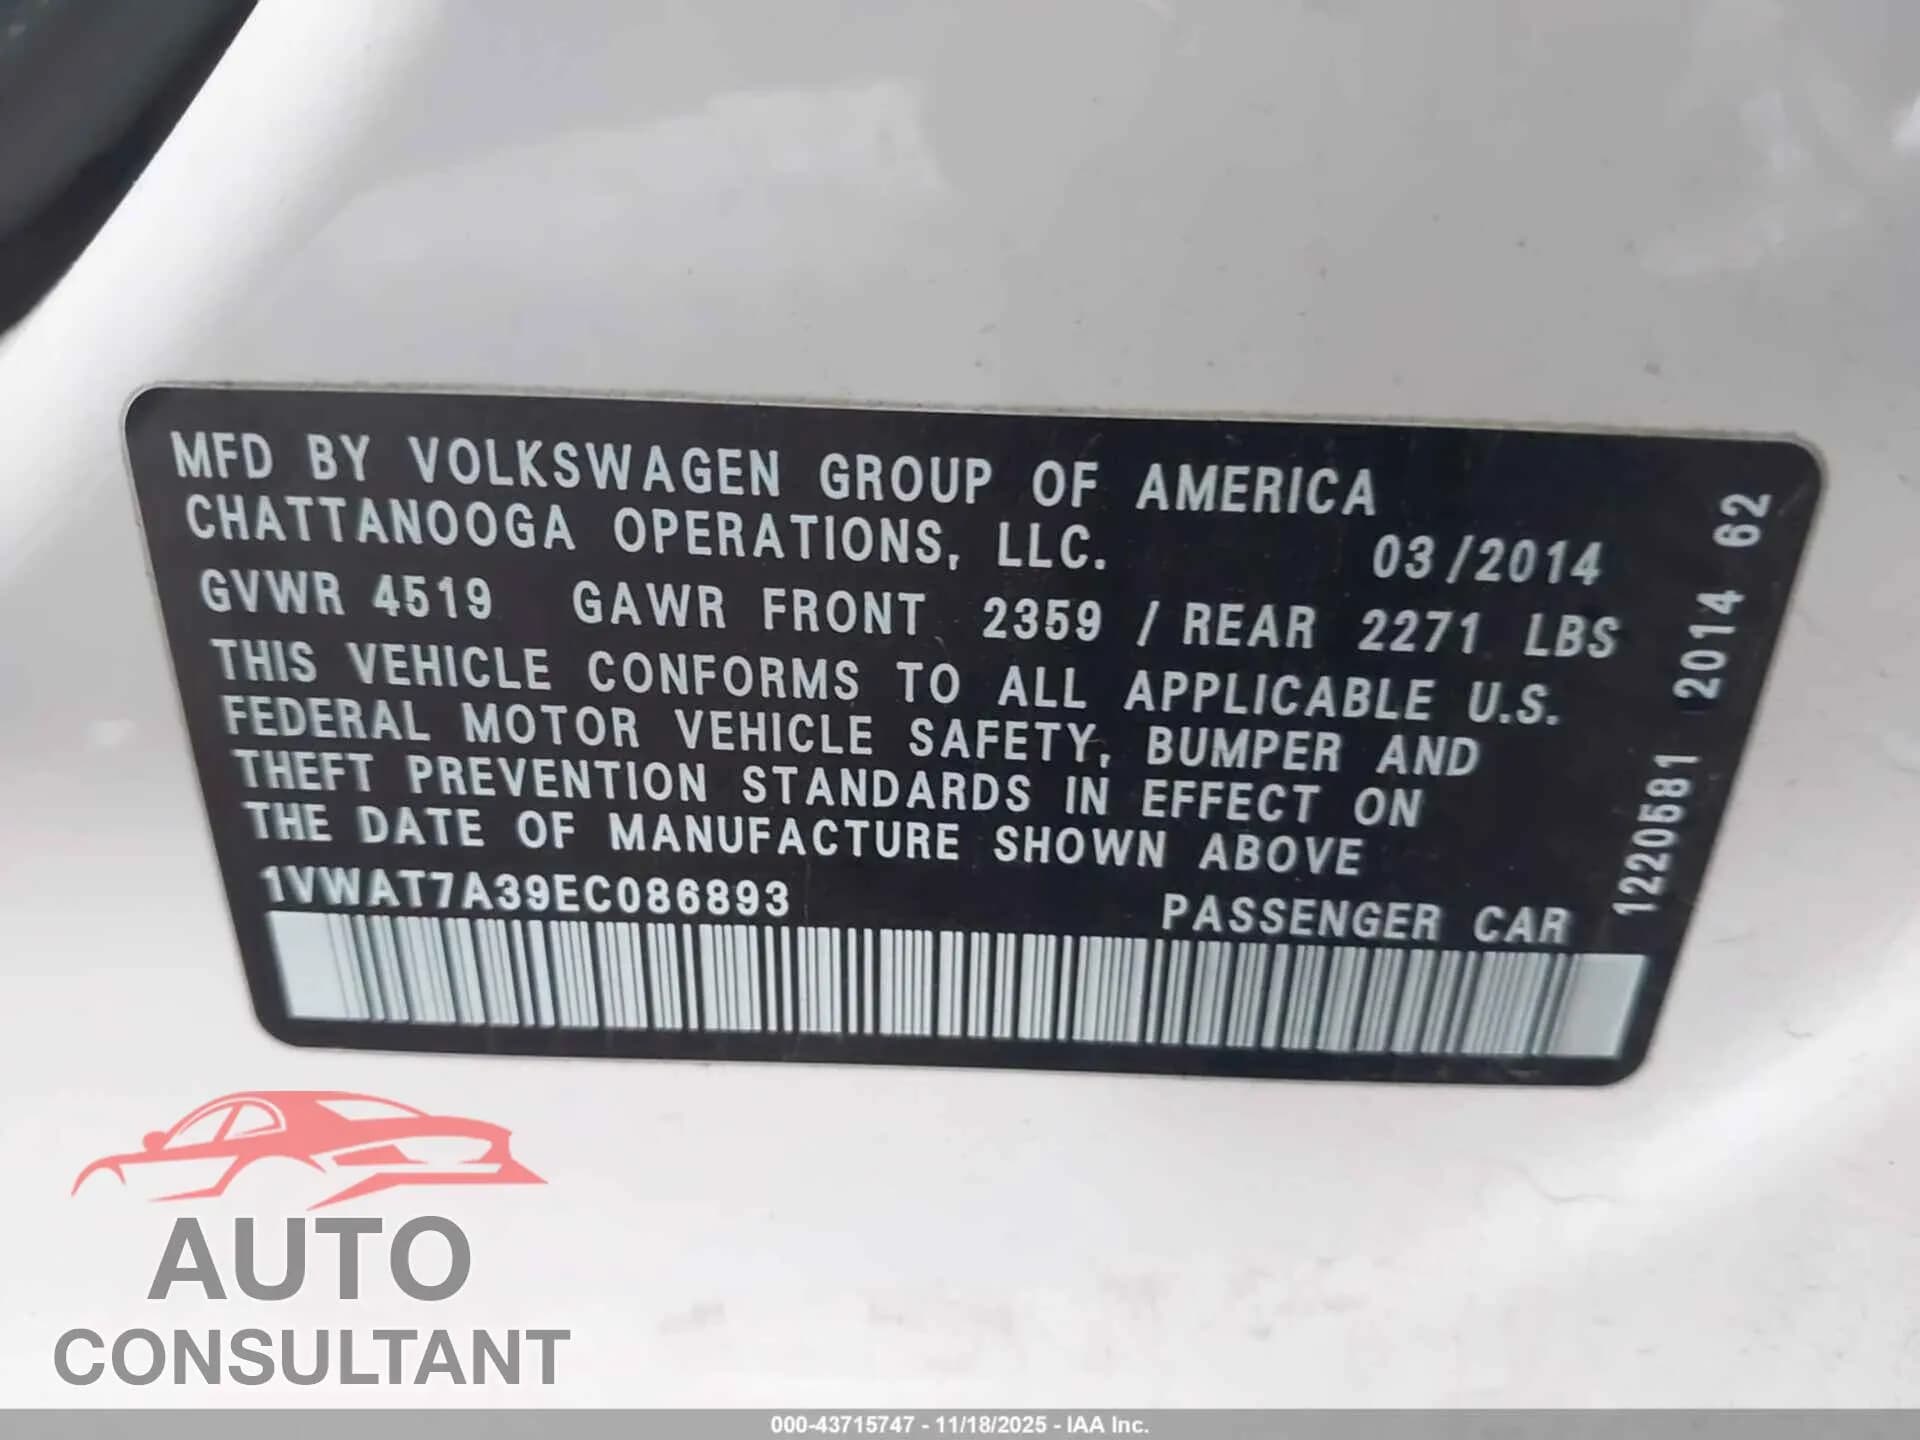 MFD BY VOLKSWAGEN GROUP OF AMERICA
CHATTANOOGA OPERATIONS, LLC. 03/2014
GVWR 4519 GAWR FRONT 2359 / REAR 2271 LBS
THIS VEHICLE CONFORMS TO ALL APPLICABLE U.S.
FEDERAL MOTOR VEHICLE SAFETY, BUMPER AND
THEFT PREVENTION STANDARDS IN EFFECT ON
THE DATE OF MANUFACTURE SHOWN ABOVE
1VWAT7A39EC086893 PASSENGER CAR
1220581 2014 62
AUTO
CONSULTANT
000-43715747 - 11/18/2025 - IAA Inc.